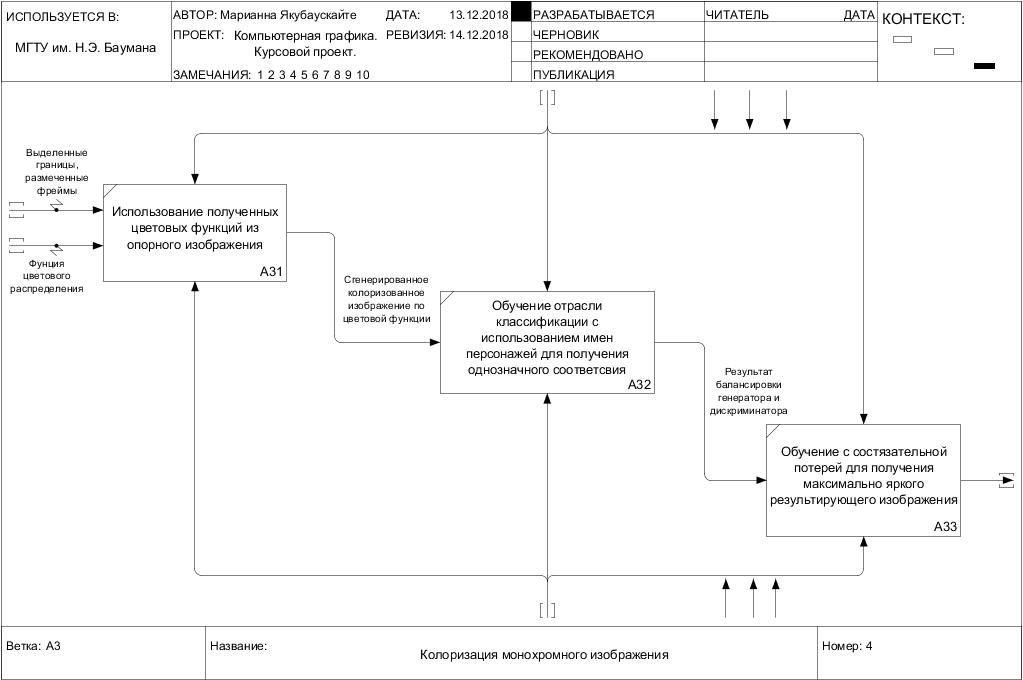 ИСПОЛЬЗУЕТСЯ В:
МГТУ им. Н.Э. Баумана
АВТОР: Марианна Якубаускайте
ДАТА: 13.12.2018
ПРОЕКТ: Компьютерная графика.
Курсовой проект.
РЕВИЗИЯ: 14.12.2018
ЗАМЕЧАНИЯ: 1 2 3 4 5 6 7 8 9 10
РАЗРАБАТЫВАЕТСЯ
ЧЕРНОВИК
РЕКОМЕНДОВАНО
ПУБЛИКАЦИЯ
ЧИТАТЕЛЬ
ДАТА
КОНТЕКСТ:
Выделенные
границы,
размеченные
фреймы
Фунция
цветового
распределения
Использование полученных
цветовых функций из
опорного изображения
A31
Сгенерированное
колоризованное
изображение по
цветовой функции
Обучение отрасли
классификации с
использованием имен
персонажей для получения
однозначного соответсвия
A32
Результат
балансировки
генератора и
дискриминатора
Обучение с состязательной
потерей для получения
максимально яркого
результирующего изображения
A33
Ветка: A3
Название:
Колоризация монохромного изображения
Номер: 4